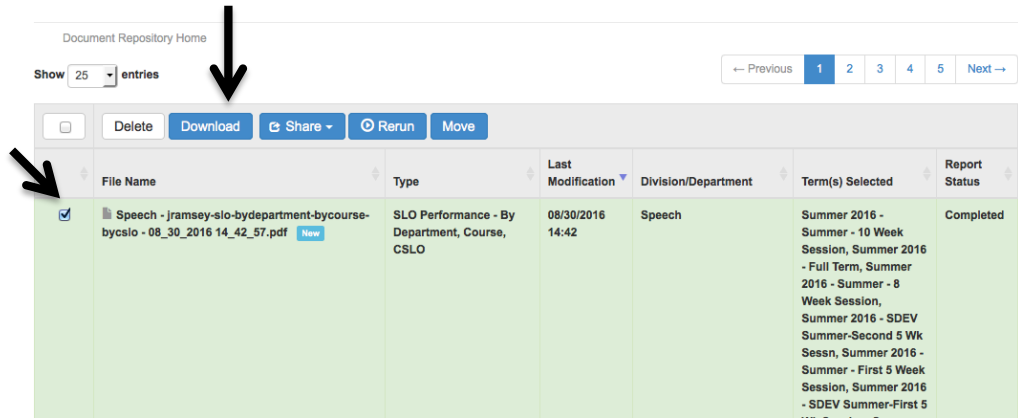 Document Repository Home
Show 25 entries
← Previous 1 2 3 4 5 Next →
Delete Download Share Rerun Move
File Name Type Last Modification Division/Department Term(s) Selected Report Status
Speech - jramsey-slo-bydepartment-bycourse-
bycslo - 08_30_2016 14_42_57.pdf New
SLO Performance - By
Department, Course,
CSLO
08/30/2016
14:42
Speech
Summer 2016 -
Summer - 10 Week
Session, Summer 2016
- Full Term, Summer
2016 - Summer - 8
Week Session,
Summer 2016 - SDEV
Summer-Second 5 Wk
Sessn, Summer 2016 -
Summer - First 5 Week
Session, Summer 2016
- SDEV Summer-First 5
Completed